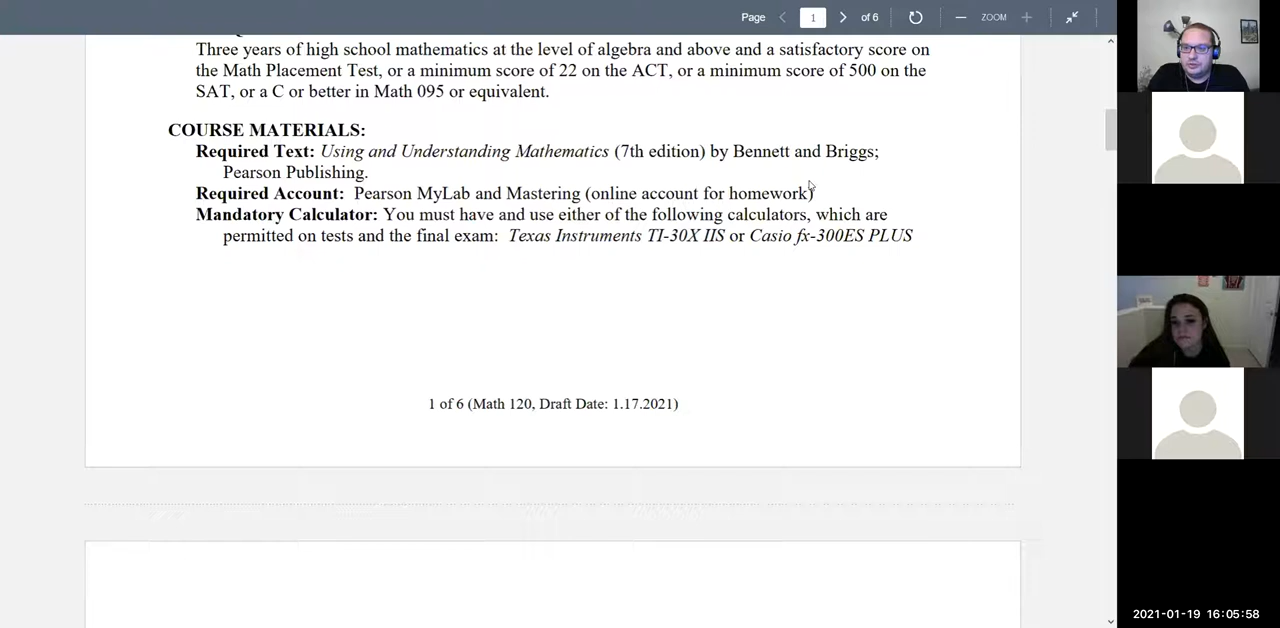 Page 1 of 6 ZOOM
Three years of high school mathematics at the level of algebra and above and a satisfactory score on
the Math Placement Test, or a minimum score of 22 on the ACT, or a minimum score of 500 on the
SAT, or a C or better in Math 095 or equivalent.
COURSE MATERIALS:
Required Text: Using and Understanding Mathematics (7th edition) by Bennett and Briggs;
Pearson Publishing.
Required Account: Pearson MyLab and Mastering (online account for homework)
Mandatory Calculator: You must have and use either of the following calculators, which are
permitted on tests and the final exam: Texas Instruments TI-30X IIS or Casio fx-300ES PLUS
1 of 6 (Math 120, Draft Date: 1.17.2021)
2021-01-19 16:05:58